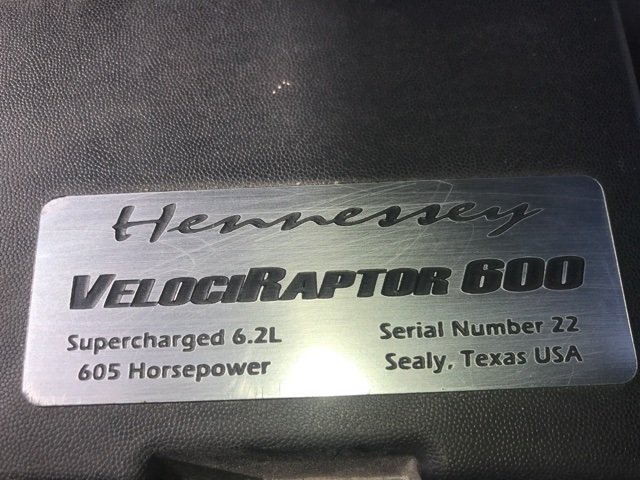 Hennessey
VELOCIRAPTOR 600
Supercharged 6.2L
605 Horsepower
Serial Number 22
Sealy, Texas USA